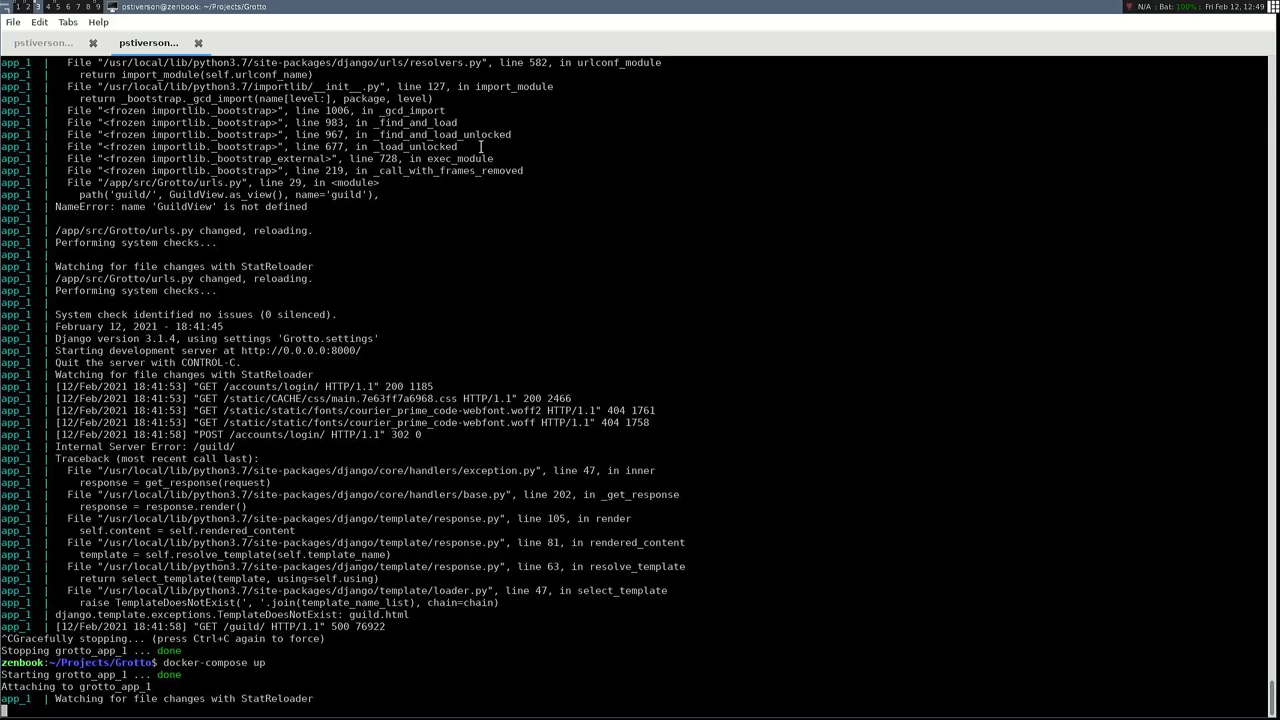 1 2 3 4 5 6 7 8 9 pstiverson@zenbook: ~/Projects/Grotto N/A : Bat: 100% : Fri Feb 12, 12:49
File Edit Tabs Help
pstiverson... pstiverson...
app_1 | File "/usr/local/lib/python3.7/site-packages/django/urls/resolvers.py", line 582, in urlconf_module
app_1 | return import_module(self.urlconf_name)
app_1 | File "/usr/local/lib/python3.7/importlib/__init__.py", line 127, in import_module
app_1 | return _bootstrap._gcd_import(name[level:], package, level)
app_1 | File "<frozen importlib._bootstrap>", line 1006, in _gcd_import
app_1 | File "<frozen importlib._bootstrap>", line 983, in _find_and_load
app_1 | File "<frozen importlib._bootstrap>", line 967, in _find_and_load_unlocked
app_1 | File "<frozen importlib._bootstrap>", line 677, in _load_unlocked
app_1 | File "<frozen importlib._bootstrap_external>", line 728, in exec_module
app_1 | File "<frozen importlib._bootstrap>", line 219, in _call_with_frames_removed
app_1 | File "/app/src/Grotto/urls.py", line 29, in <module>
app_1 | path('guild/', GuildView.as_view(), name='guild'),
app_1 | NameError: name 'GuildView' is not defined
app_1 |
app_1 | /app/src/Grotto/urls.py changed, reloading.
app_1 | Performing system checks...
app_1 |
app_1 | Watching for file changes with StatReloader
app_1 | /app/src/Grotto/urls.py changed, reloading.
app_1 | Performing system checks...
app_1 |
app_1 | System check identified no issues (0 silenced).
app_1 | February 12, 2021 - 18:41:45
app_1 | Django version 3.1.4, using settings 'Grotto.settings'
app_1 | Starting development server at http://0.0.0.0:8000/
app_1 | Quit the server with CONTROL-C.
app_1 | Watching for file changes with StatReloader
app_1 | [12/Feb/2021 18:41:53] "GET /accounts/login/ HTTP/1.1" 200 1185
app_1 | [12/Feb/2021 18:41:53] "GET /static/CACHE/css/main.7e63ff7a6968.css HTTP/1.1" 200 2466
app_1 | [12/Feb/2021 18:41:53] "GET /static/static/fonts/courier_prime_code-webfont.woff2 HTTP/1.1" 404 1761
app_1 | [12/Feb/2021 18:41:53] "GET /static/static/fonts/courier_prime_code-webfont.woff HTTP/1.1" 404 1758
app_1 | [12/Feb/2021 18:41:58] "POST /accounts/login/ HTTP/1.1" 302 0
app_1 | Internal Server Error: /guild/
app_1 | Traceback (most recent call last):
app_1 | File "/usr/local/lib/python3.7/site-packages/django/core/handlers/exception.py", line 47, in inner
app_1 | response = get_response(request)
app_1 | File "/usr/local/lib/python3.7/site-packages/django/core/handlers/base.py", line 202, in _get_response
app_1 | response = response.render()
app_1 | File "/usr/local/lib/python3.7/site-packages/django/template/response.py", line 105, in render
app_1 | self.content = self.rendered_content
app_1 | File "/usr/local/lib/python3.7/site-packages/django/template/response.py", line 81, in rendered_content
app_1 | template = self.resolve_template(self.template_name)
app_1 | File "/usr/local/lib/python3.7/site-packages/django/template/response.py", line 63, in resolve_template
app_1 | return select_template(template, using=self.using)
app_1 | File "/usr/local/lib/python3.7/site-packages/django/template/loader.py", line 47, in select_template
app_1 | raise TemplateDoesNotExist(', '.join(template_name_list), chain=chain)
app_1 | django.template.exceptions.TemplateDoesNotExist: guild.html
app_1 | [12/Feb/2021 18:41:58] "GET /guild/ HTTP/1.1" 500 76922
^CGracefully stopping... (press Ctrl+C again to force)
Stopping grotto_app_1 ... done
zenbook:~/Projects/Grotto$ docker-compose up
Starting grotto_app_1 ... done
Attaching to grotto_app_1
app_1 | Watching for file changes with StatReloader